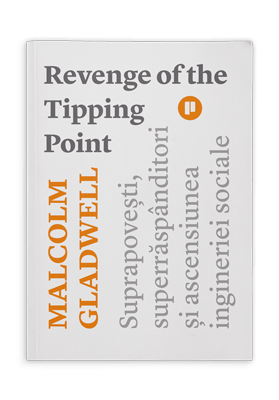 Revenge of the
Tipping
Point
MALCOLM
GLADWELL
Suprapovești,
superrăspânditori
și ascensiunea
ingineriei sociale